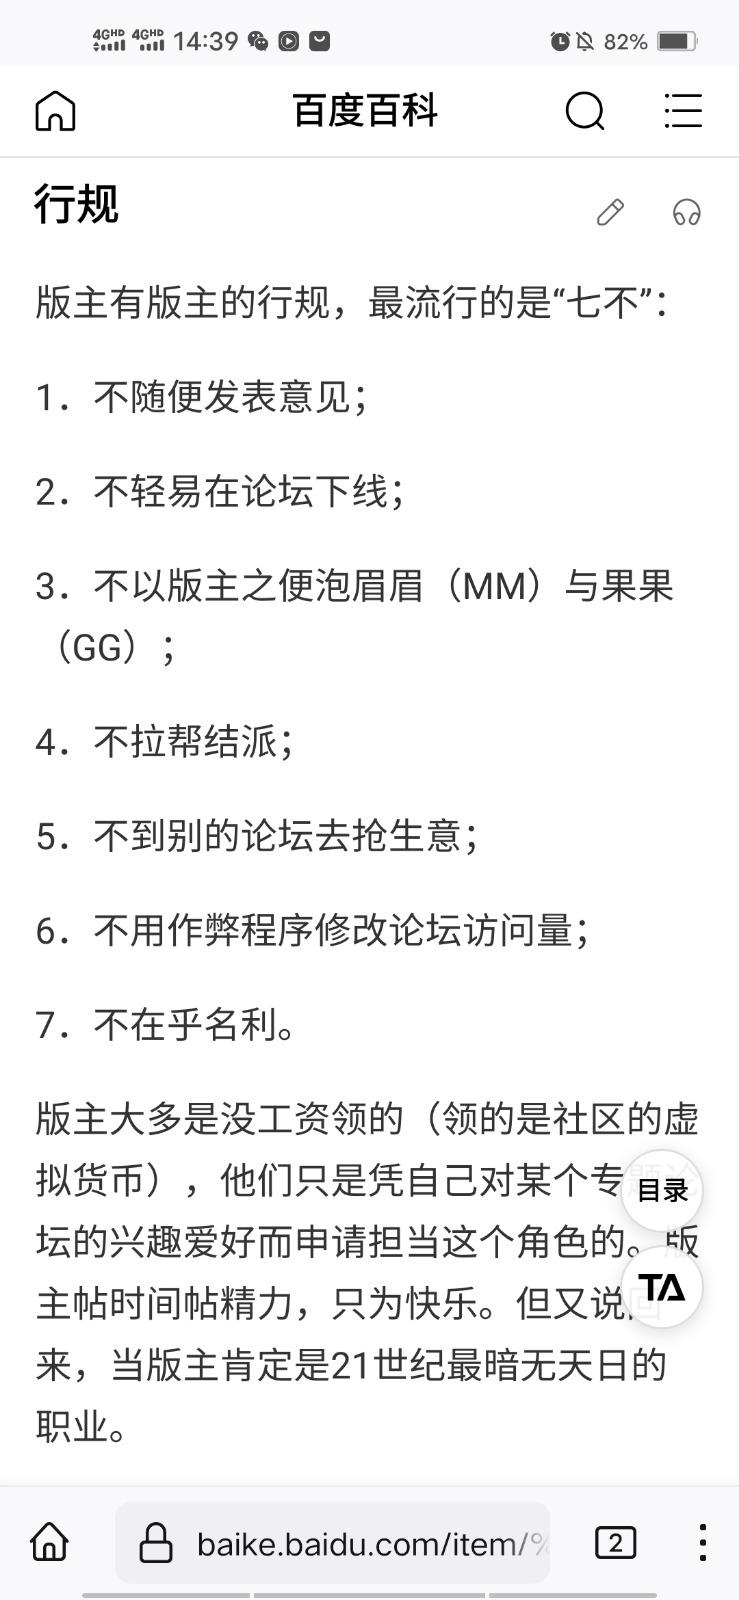 4GHD 4GHD 14:39 82%
百度百科
行规
版主有版主的行规，最流行的是“七不”：
1．不随便发表意见；
2．不轻易在论坛下线；
3．不以版主之便泡眉眉（MM）与果果
（GG）；
4．不拉帮结派；
5．不到别的论坛去抢生意；
6．不用作弊程序修改论坛访问量；
7．不在乎名利。
版主大多是没工资领的（领的是社区的虚
拟货币），他们只是凭自己对某个专题论
目录
坛的兴趣爱好而申请担当这个角色的。版
主帖时间帖精力，只为快乐。但又说回
TA
来，当版主肯定是21世纪最暗无天日的
职业。
baike.baidu.com/item/%
2